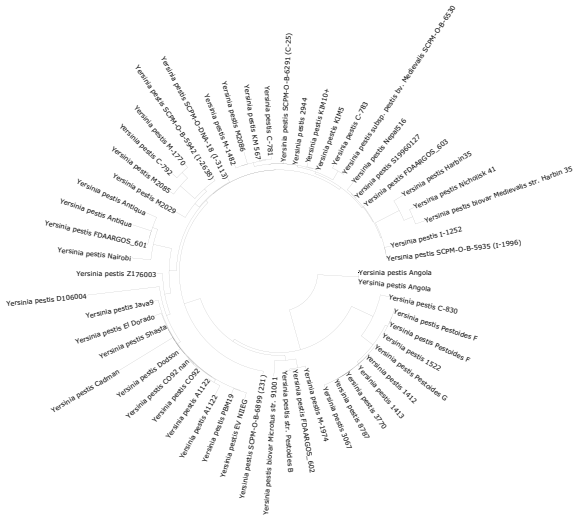 Yersinia pestis SCPM-O-B-6291 (C-25)
Yersinia pestis 2944
Yersinia pestis KIM10+
Yersinia pestis KIM5
Yersinia pestis C-783
Yersinia pestis subsp. pestis bv. Medievalis SCPM-O-B-6530
Yersinia pestis Nepal516
Yersinia pestis S19960127
Yersinia pestis FDAARGOS_603
Yersinia pestis Harbin35
Yersinia pestis Nicholisk 41
Yersinia pestis biovar Medievalis str. Harbin 35
Yersinia pestis I-1252
Yersinia pestis SCPM-O-B-5935 (I-1996)
Yersinia pestis Angola
Yersinia pestis Angola
Yersinia pestis C-830
Yersinia pestis Pestoides F
Yersinia pestis Pestoides F
Yersinia pestis 1522
Yersinia pestis Pestoides G
Yersinia pestis 1412
Yersinia pestis 1413
Yersinia pestis 3770
Yersinia pestis 8787
Yersinia pestis 3067
Yersinia pestis M-1974
Yersinia pestis FDAARGOS_602
Yersinia pestis str. Pestoides B
Yersinia pestis biovar Microtus str. 91001
Yersinia pestis SCPM-O-B-6899 (231)
Yersinia pestis EV NIIEG
Yersinia pestis PBM19
Yersinia pestis A1122
Yersinia pestis A1122
Yersinia pestis CO92
Yersinia pestis CO92 nan
Yersinia pestis Dodson
Yersinia pestis Cadman
Yersinia pestis Shasta
Yersinia pestis El Dorado
Yersinia pestis Java9
Yersinia pestis D106004
Yersinia pestis Z176003
Yersinia pestis Nairobi
Yersinia pestis FDAARGOS_601
Yersinia pestis Antiqua
Yersinia pestis Antiqua
Yersinia pestis M2029
Yersinia pestis M2085
Yersinia pestis C-792
Yersinia pestis M-1770
Yersinia pestis SCPM-O-B-5942 (I-2638)
Yersinia pestis SCPM-O-DNA-18 (I-3113)
Yersinia pestis M-1482
Yersinia pestis M2086
Yersinia pestis KM 567
Yersinia pestis C-781